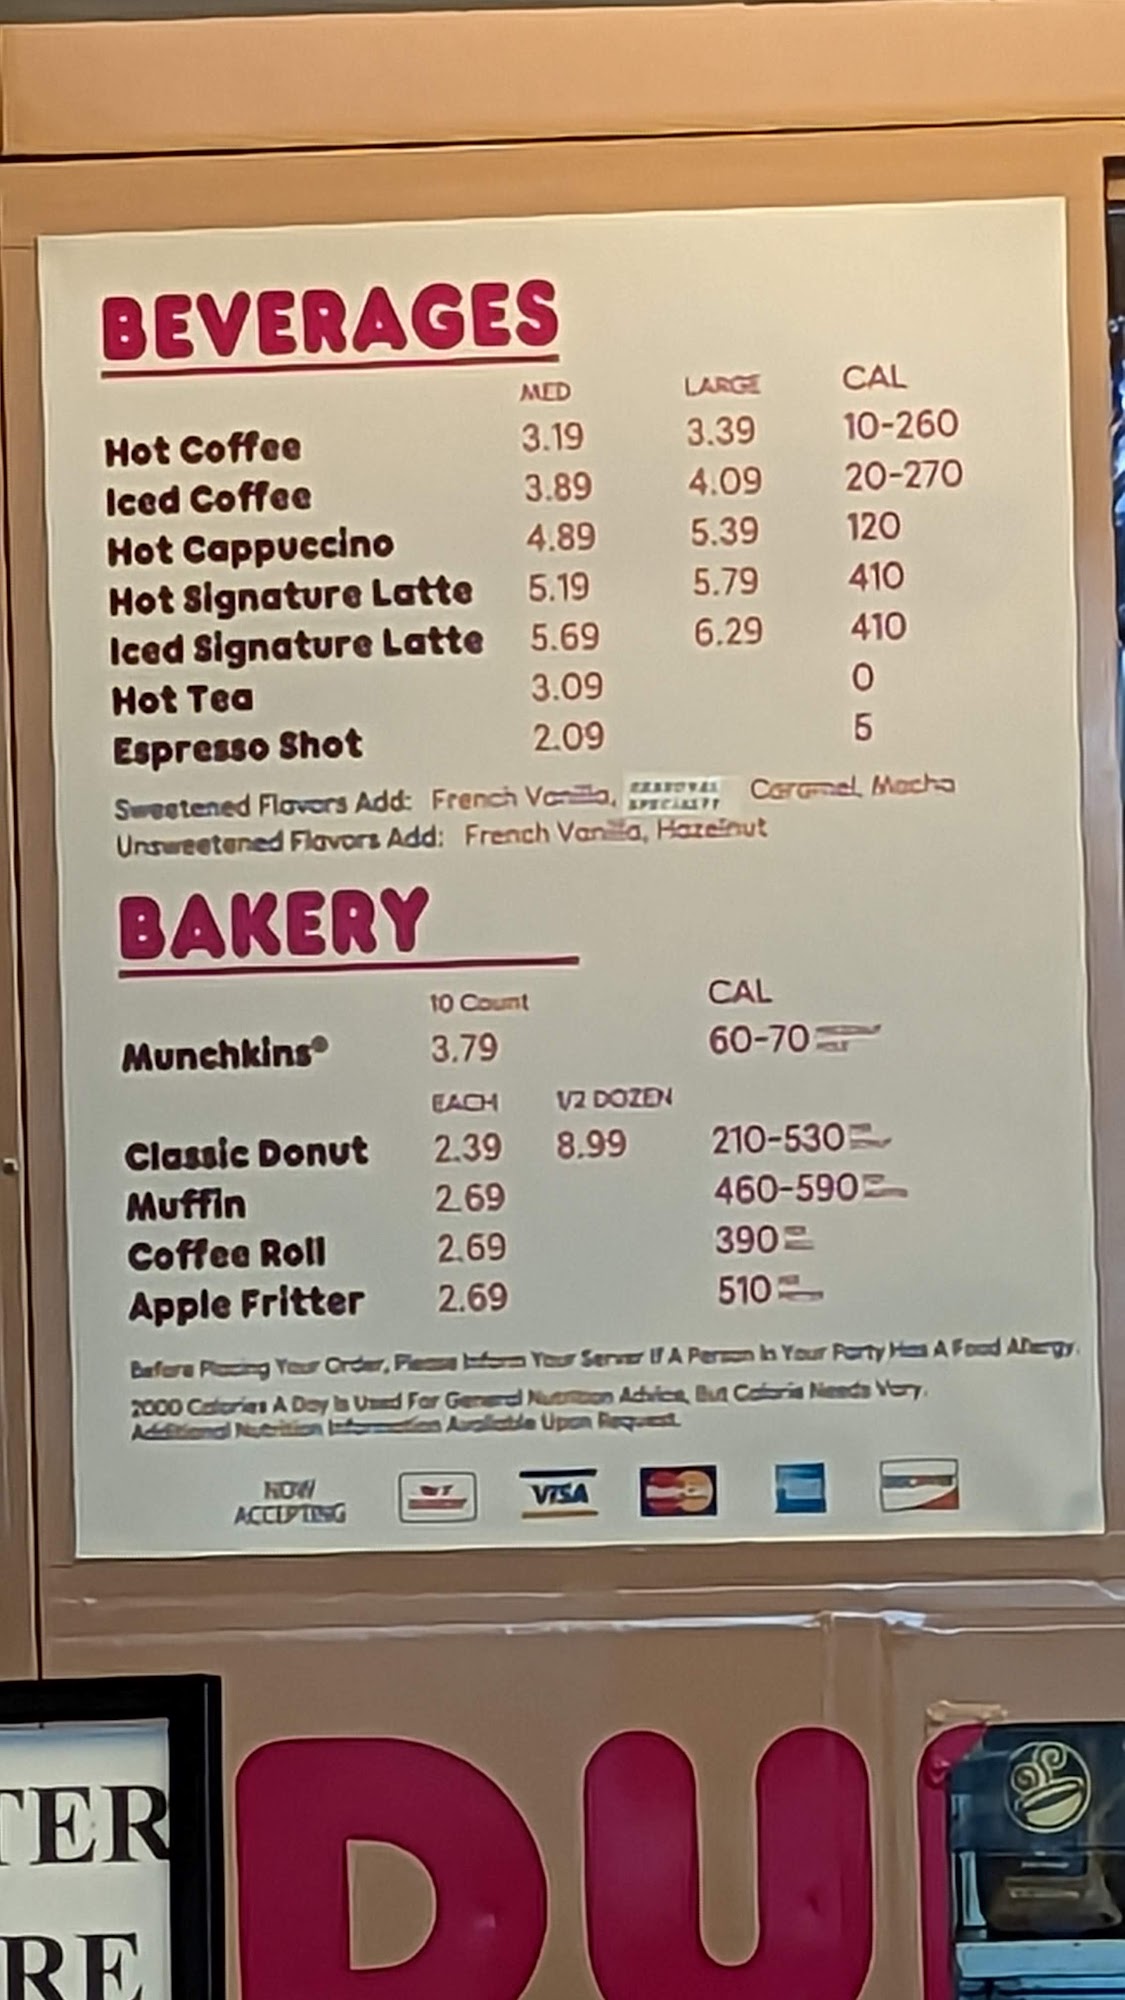 BEVERAGES
MED LARGE CAL
Hot Coffee 3.19 3.39 10-260
Iced Coffee 3.89 4.09 20-270
Hot Cappuccino 4.89 5.39 120
Hot Signature Latte 5.19 5.79 410
Iced Signature Latte 5.69 6.29 410
Hot Tea 3.09 0
Espresso Shot 2.09 5
Sweetened Flavors Add: French Vanilla, SEASONAL SPECIALTY Caramel, Mocha
Unsweetened Flavors Add: French Vanilla, Hazelnut
BAKERY
10 Count CAL
Munchkins® 3.79 60-70
EACH 1/2 DOZEN
Classic Donut 2.39 8.99 210-530
Muffin 2.69 460-590
Coffee Roll 2.69 390
Apple Fritter 2.69 510
Before Placing Your Order, Please Inform Your Server If A Person In Your Party Has A Food Allergy.
2000 Calories A Day Is Used For General Nutrition Advice, But Calorie Needs Vary.
Additional Nutrition Information Available Upon Request.
NOW
ACCEPTING
VISA
TER
RE
DU